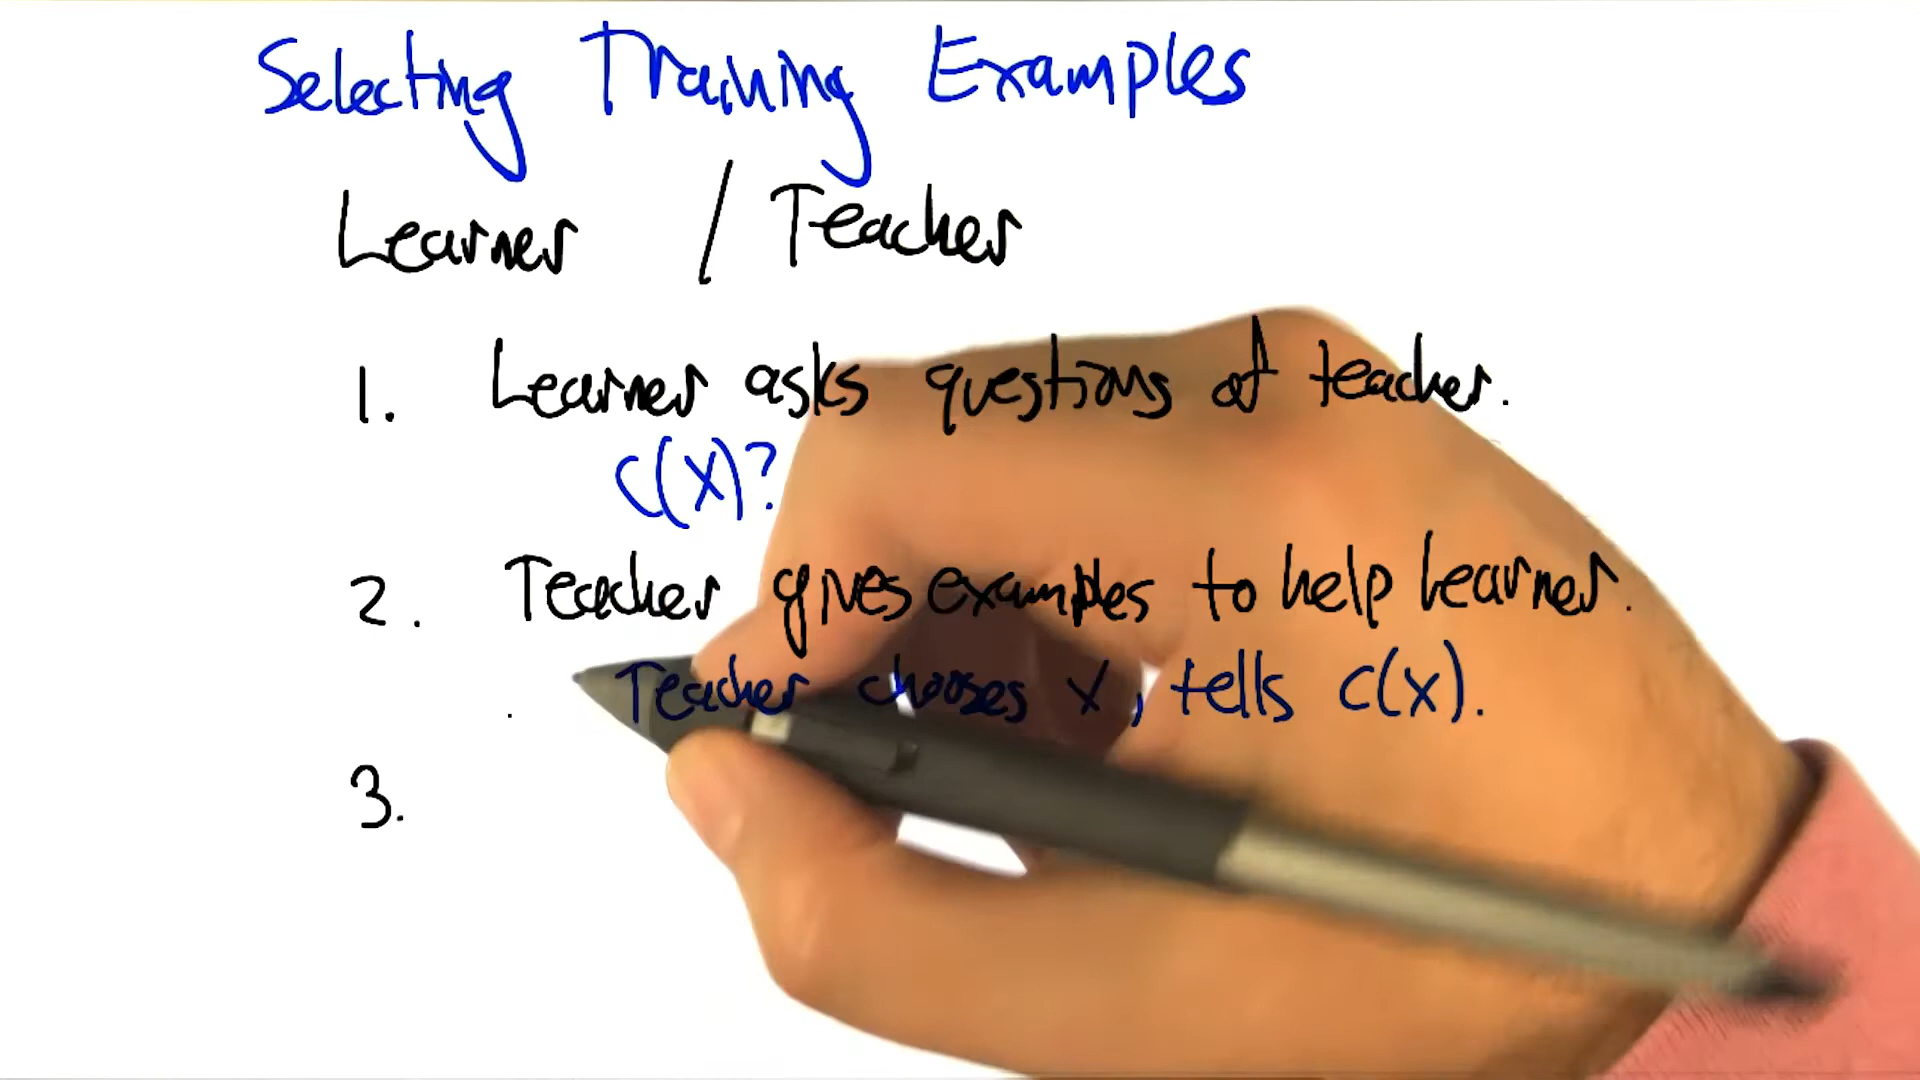 Selecting Training Examples
Learner / Teacher
1. Learner asks questions of teacher.
c(x)?
2. Teacher gives examples to help learner.
Teacher chooses x, tells c(x).
3.